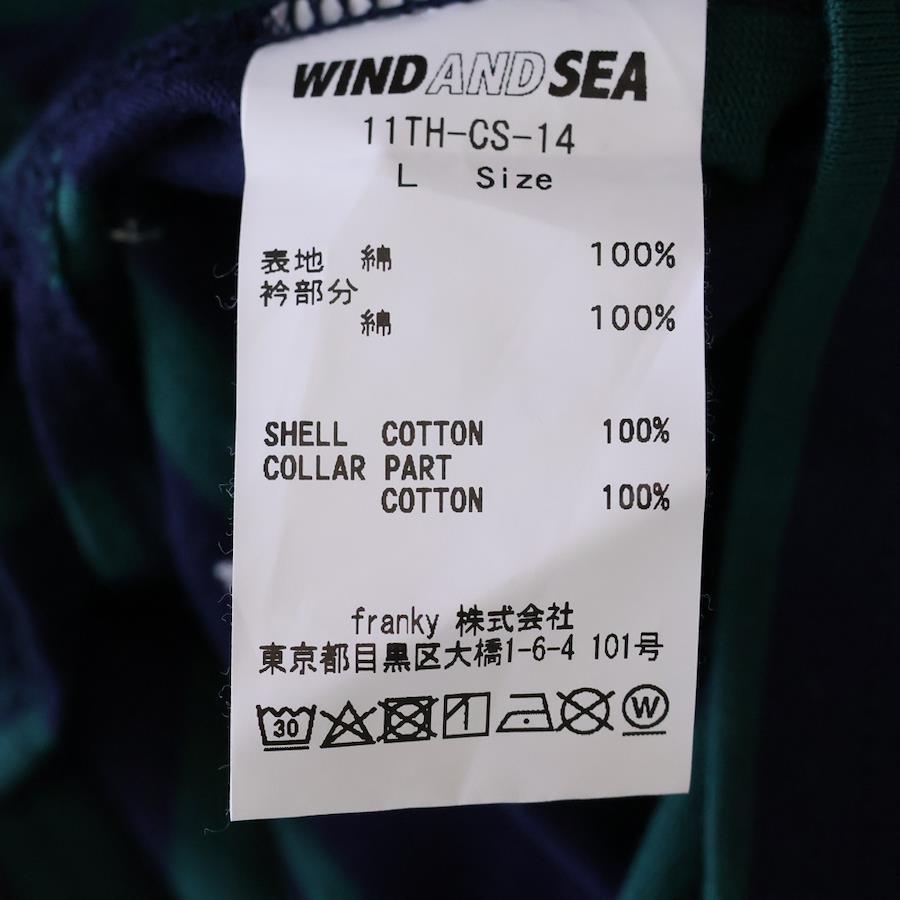 WINDANDSEA
11TH-CS-14
L Size
表地 綿 100%
衿部分
綿 100%
SHELL COTTON 100%
COLLAR PART
COTTON 100%
franky 株式会社
東京都目黒区大橋1-6-4 101号
30 W